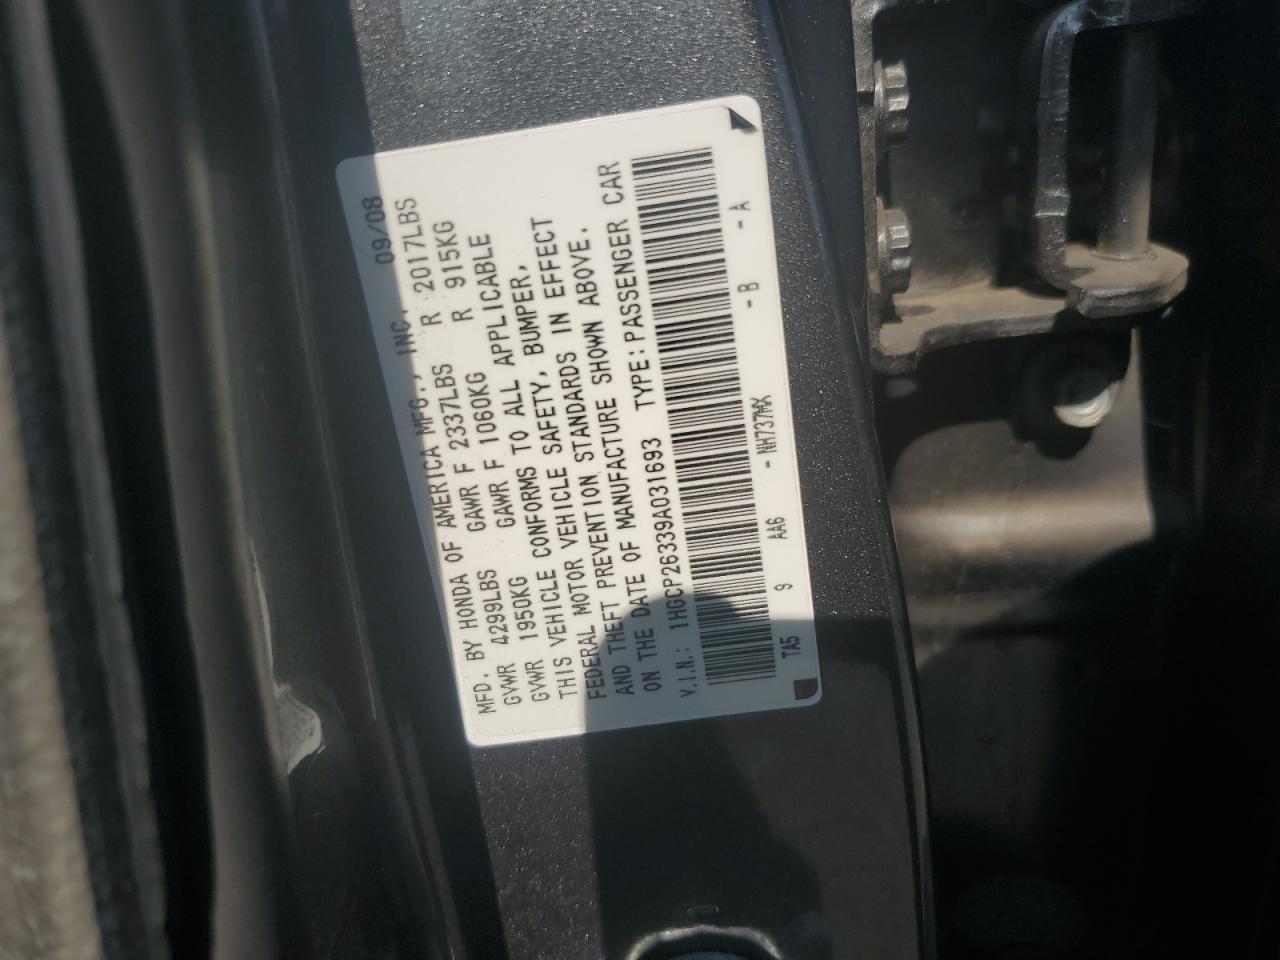 MFD. BY HONDA OF AMERICA MFG., INC. 09/08
GVWR 4299LBS GAWR F 2337LBS R 2017LBS
GVWR 1950KG GAWR F 1060KG R 915KG
THIS VEHICLE CONFORMS TO ALL APPLICABLE
FEDERAL MOTOR VEHICLE SAFETY, BUMPER,
AND THEFT PREVENTION STANDARDS IN EFFECT
ON THE DATE OF MANUFACTURE SHOWN ABOVE.
V.I.N.: 1HGCP26339A031693 TYPE: PASSENGER CAR
TA5 9 AA6 - NH737MX - B - A